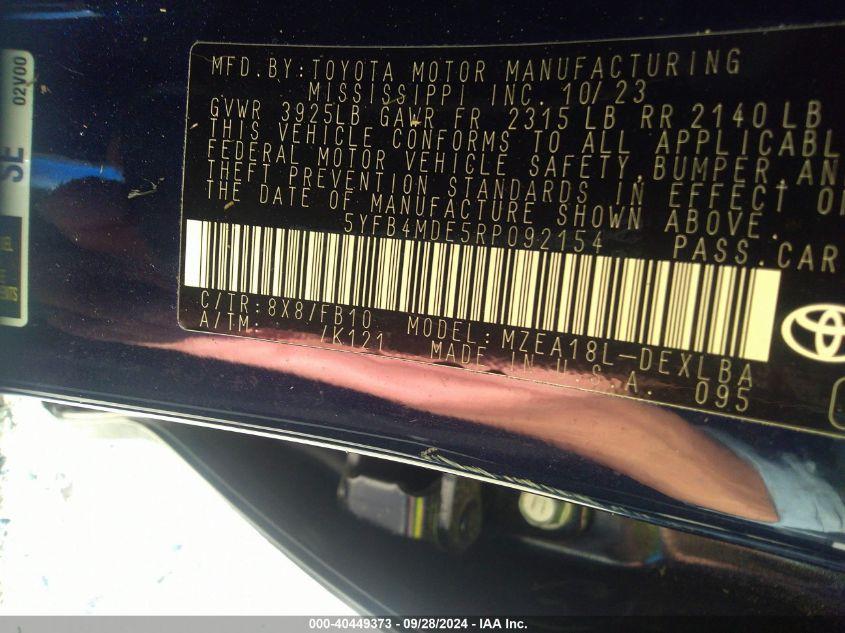 MFD.BY:TOYOTA MOTOR MANUFACTURING
MISSISSIPPI INC. 10/23
GVWR 3925LB GAWR FR 2315 LB RR 2140 LB
THIS VEHICLE CONFORMS TO ALL APPLICABL
FEDERAL MOTOR VEHICLE SAFETY, BUMPER, AN
THEFT PREVENTION STANDARDS IN EFFECT O
THE DATE OF MANUFACTURE SHOWN ABOVE.
5YFB4MDE5RP092154 PASS.CAR
C/TR:8X8/FB10 MODEL:MZEA18L-DEXLBA
A/TM: /K121 MADE IN U.S.A. 095
02V00
SE
000-40449373 - 09/28/2024 - IAA Inc.